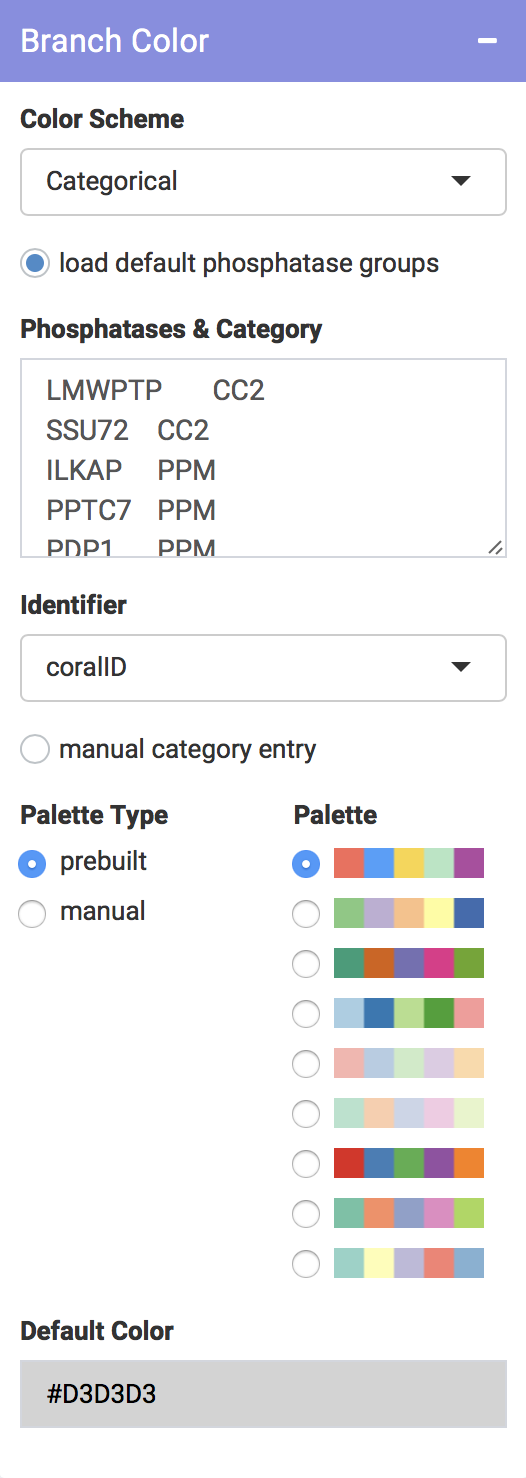 Branch Color
Color Scheme
Categorical
load default phosphatase groups
Phosphatases & Category
LMWPTP CC2
SSU72 CC2
ILKAP PPM
PPTC7 PPM
PDP1 PPM
Identifier
coralID
manual category entry
Palette Type Palette
prebuilt
manual
Default Color
#D3D3D3